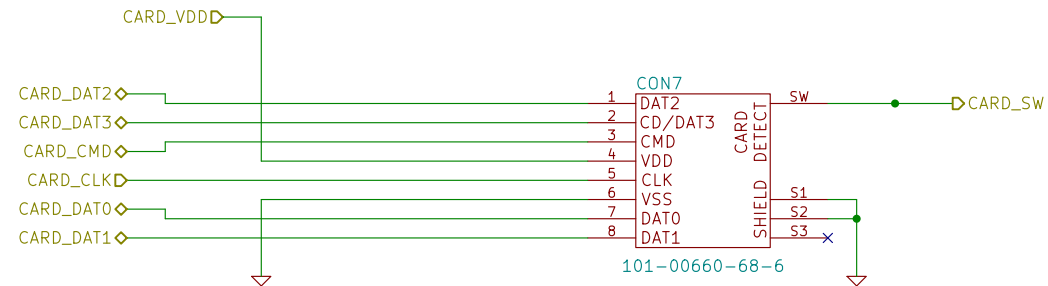 CARD_VDD
CARD_DAT2
CARD_DAT3
CARD_CMD
CARD_CLK
CARD_DAT0
CARD_DAT1
CON7
1 DAT2
2 CD/DAT3
3 CMD
4 VDD
5 CLK
6 VSS
7 DAT0
8 DAT1
CARD
DETECT
SHIELD
SW
S1
S2
S3
CARD_SW
101-00660-68-6